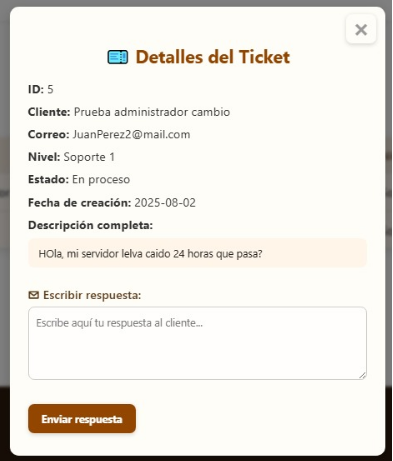 Detalles del Ticket
ID: 5
Cliente: Prueba administrador cambio
Correo: JuanPerez2@mail.com
Nivel: Soporte 1
Estado: En proceso
Fecha de creación: 2025-08-02
Descripción completa:
HOla, mi servidor lelva caido 24 horas que pasa?
Escribir respuesta:
Escribe aquí tu respuesta al cliente...
Enviar respuesta